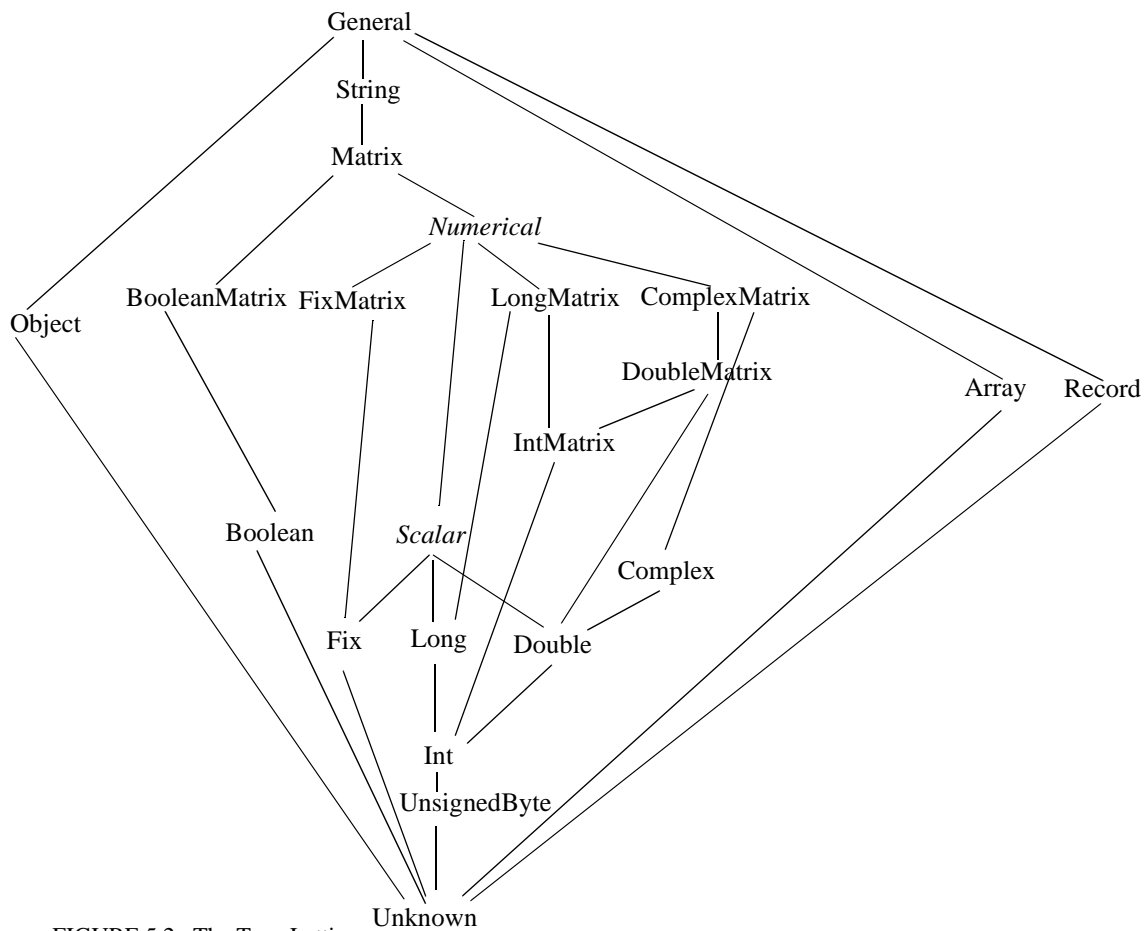 General
String
Matrix
Numerical
BooleanMatrix FixMatrix LongMatrix ComplexMatrix
Object
DoubleMatrix
Array Record
IntMatrix
Boolean Scalar
Complex
Fix Long Double
Int
UnsignedByte
Unknown
FIGURE 5.2 The Type Lattice